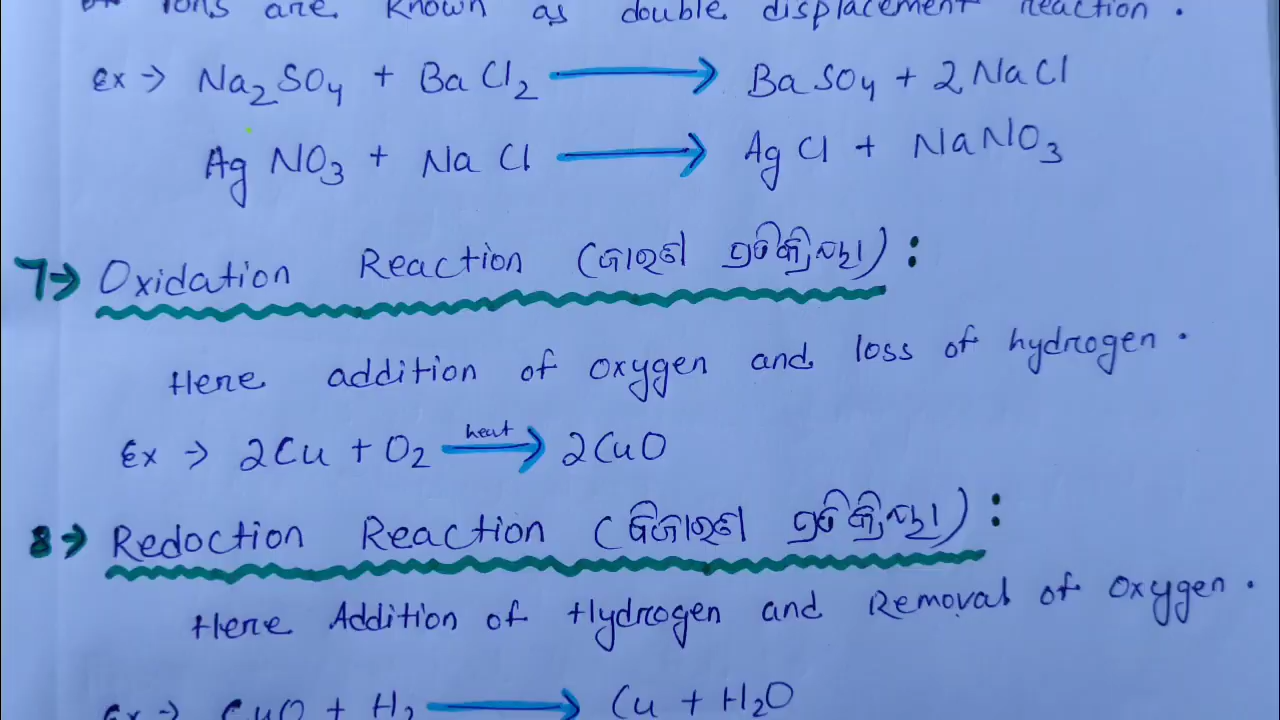 ions are known as double displacement reaction.
Ex → Na₂SO₄ + BaCl₂ ⟶ BaSO₄ + 2NaCl
AgNO₃ + NaCl ⟶ AgCl + NaNO₃
7→ Oxidation Reaction (ଜାରଣ ପ୍ରତିକ୍ରିୟା) :
Here addition of oxygen and loss of hydrogen.
Ex → 2Cu + O₂ heat⟶ 2CuO
8→ Redoction Reaction (ବିଜାରଣ ପ୍ରତିକ୍ରିୟା) :
Here Addition of Hydrogen and Removal of Oxygen.
Ex → CuO + H₂ ⟶ Cu + H₂O